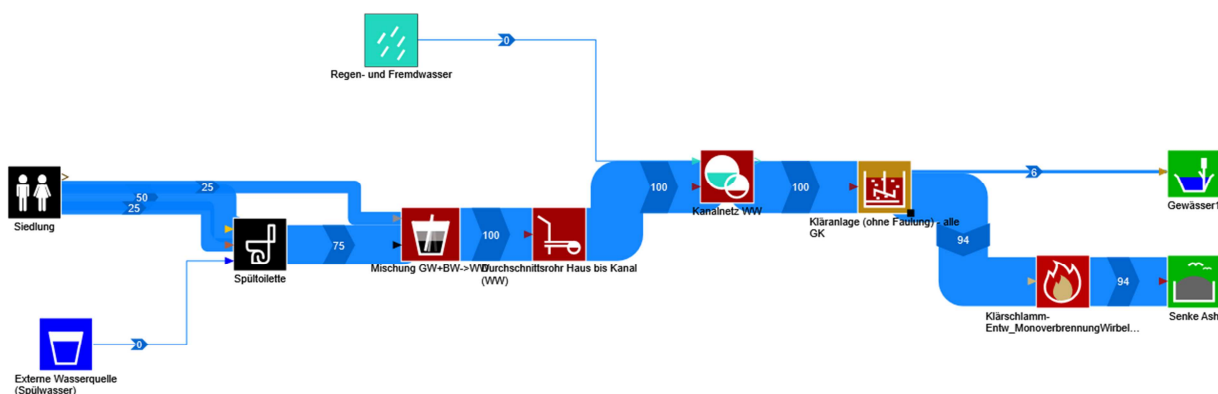 0
Regen- und Fremdwasser
25
50
25
Siedlung
75
Spültoilette
0
Externe Wasserquelle
(Spülwasser)
Mischung GW+BW->WW
100
Durchschnittsrohr Haus bis Kanal
(WW)
100
Kanalnetz WW
100
Kläranlage (ohne Faulung) - alle
GK
6
Gewässer1
94
Klärschlamm-
Entw_MonoverbrennungWirbel...
94
Senke Ash